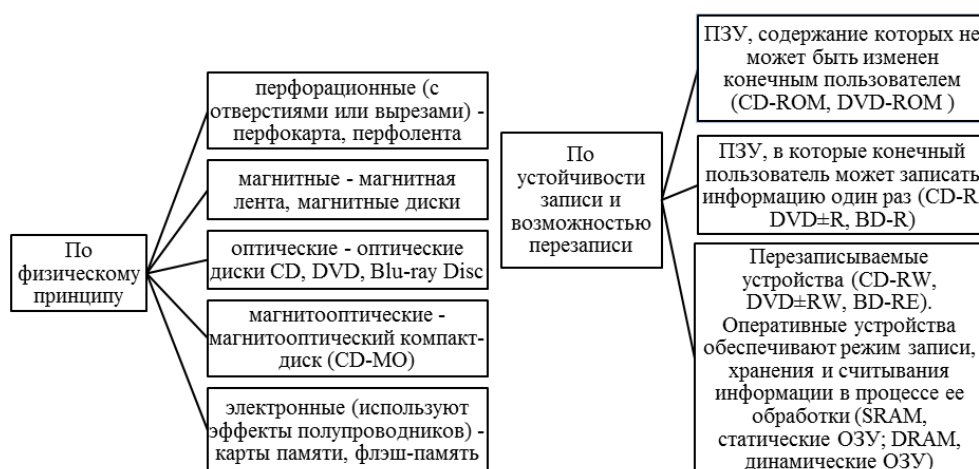 По
физическому
принципу
перфорационные (с
отверстиями или вырезами) -
перфокарта, перфолента
магнитные - магнитная
лента, магнитные диски
оптические - оптические
диски CD, DVD, Blu-ray Disc
магнитооптические -
магнитооптический компакт-
диск (CD-MO)
электронные (используют
эффекты полупроводников) -
карты памяти, флэш-память
По
устойчивости
записи и
возможностью
перезаписи
ПЗУ, содержание которых не
может быть изменен
конечным пользователем
(CD-ROM, DVD-ROM )
ПЗУ, в которые конечный
пользователь может записать
информацию один раз (CD-R,
DVD±R, BD-R)
Перезаписываемые
устройства (CD-RW,
DVD±RW, BD-RE).
Оперативные устройства
обеспечивают режим записи,
хранения и считывания
информации в процессе ее
обработки (SRAM,
статические ОЗУ; DRAM,
динамические ОЗУ)